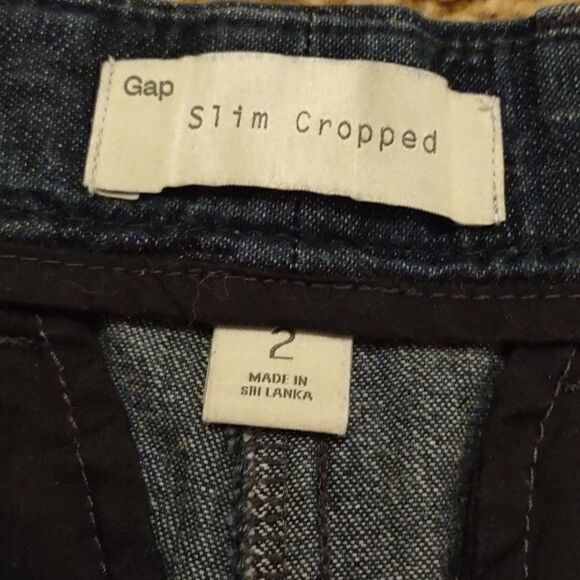 Gap
Slim Cropped
2
MADE IN
SRI LANKA